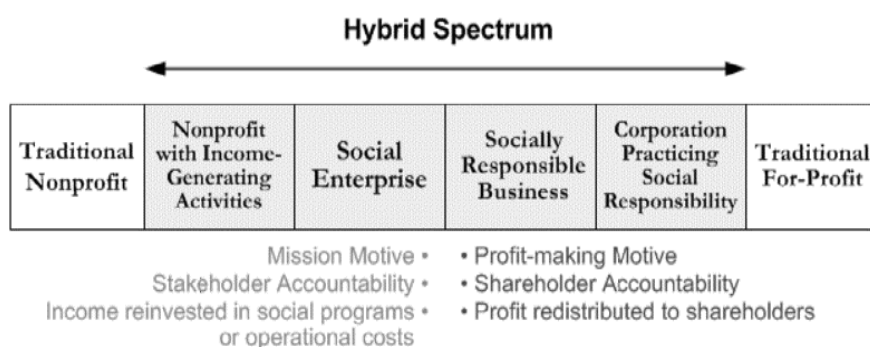 Hybrid Spectrum
Traditional
Nonprofit
Nonprofit
with Income-
Generating
Activities
Social
Enterprise
Socially
Responsible
Business
Corporation
Practicing
Social
Responsibility
Traditional
For-Profit
Mission Motive •
Stakeholder Accountability •
Income reinvested in social programs •
or operational costs
• Profit-making Motive
• Shareholder Accountability
• Profit redistributed to shareholders